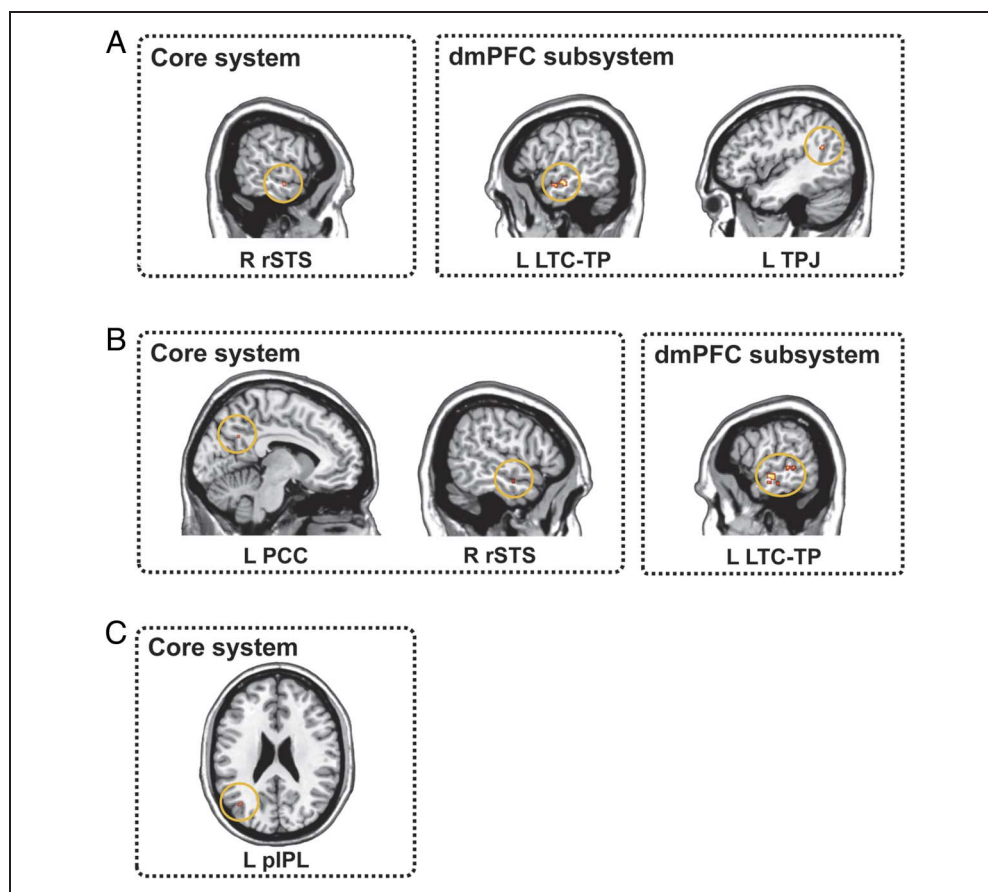 A
Core system
R rSTS
dmPFC subsystem
L LTC-TP
L TPJ
B
Core system
L PCC
R rSTS
dmPFC subsystem
L LTC-TP
C
Core system
L pIPL